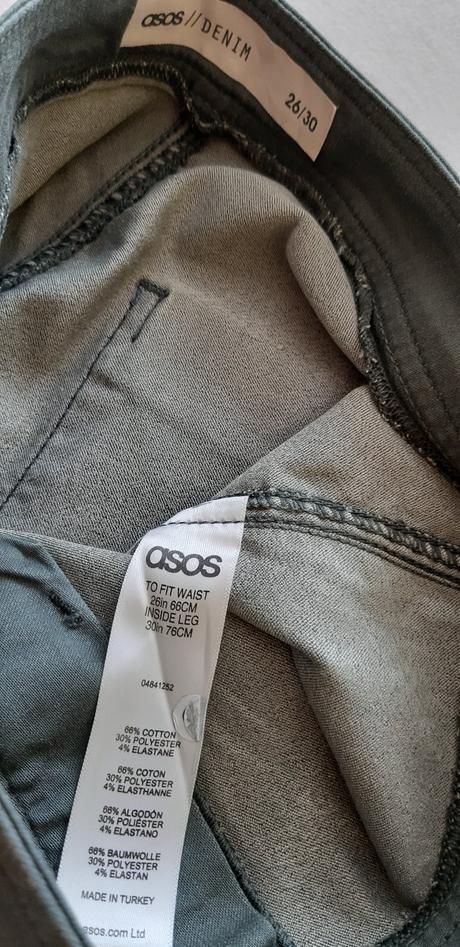 asos // DENIM
26/30
asos
TO FIT WAIST
26in 66CM
INSIDE LEG
30in 76CM
04841252
66% COTTON
30% POLYESTER
4% ELASTANE
66% COTON
30% POLYESTER
4% ELASTHANNE
66% ALGODÓN
30% POLIÉSTER
4% ELASTANO
66% BAUMWOLLE
30% POLYESTER
4% ELASTAN
MADE IN TURKEY
asos.com Ltd